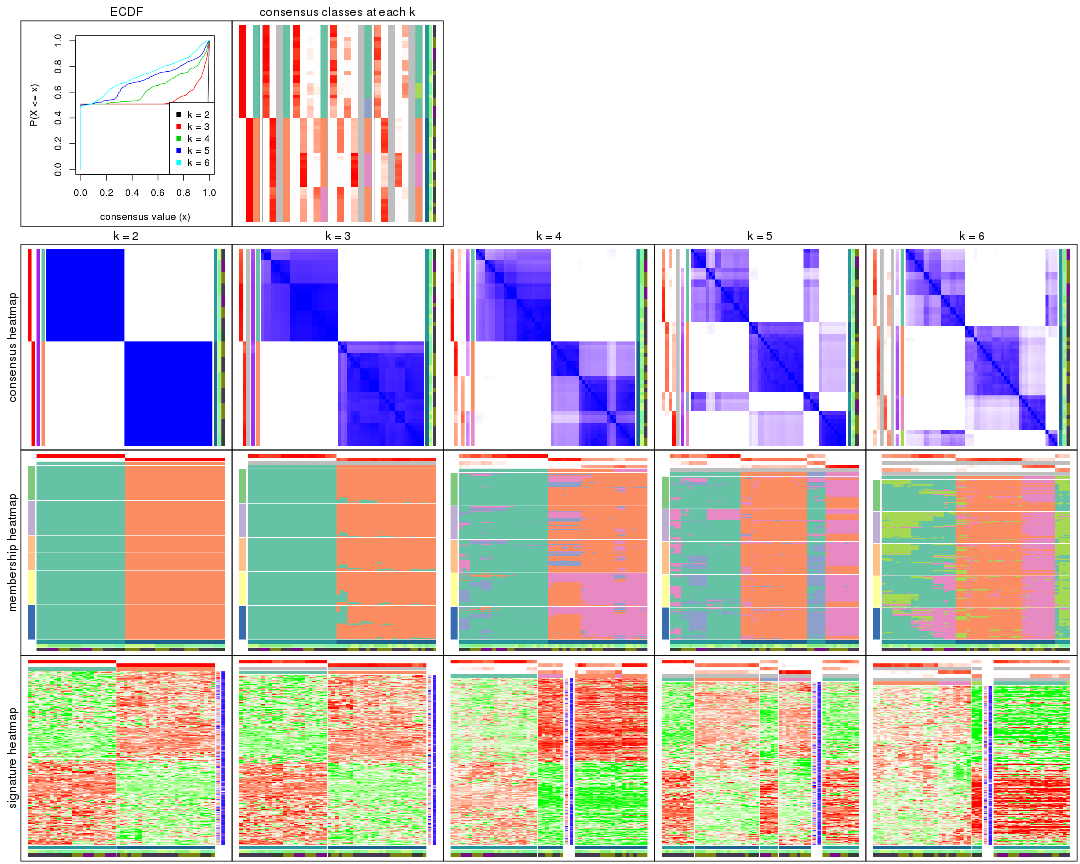 ECDF
consensus classes at each k
P(X <= x)
1.0
0.8
0.6
0.4
0.2
0.0
k = 2
k = 3
k = 4
k = 5
k = 6
0.0 0.2 0.4 0.6 0.8 1.0
consensus value (x)
k = 2
k = 3
k = 4
k = 5
k = 6
consensus heatmap
membership heatmap
signature heatmap